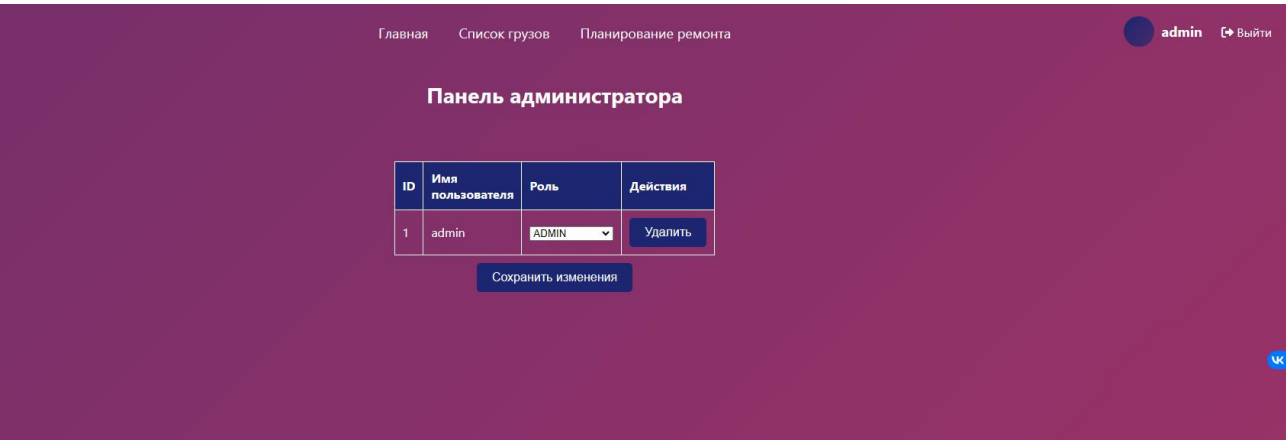 Главная Список грузов Планирование ремонта admin Выйти
Панель администратора
ID Имя пользователя Роль Действия
1 admin ADMIN Удалить
Сохранить изменения